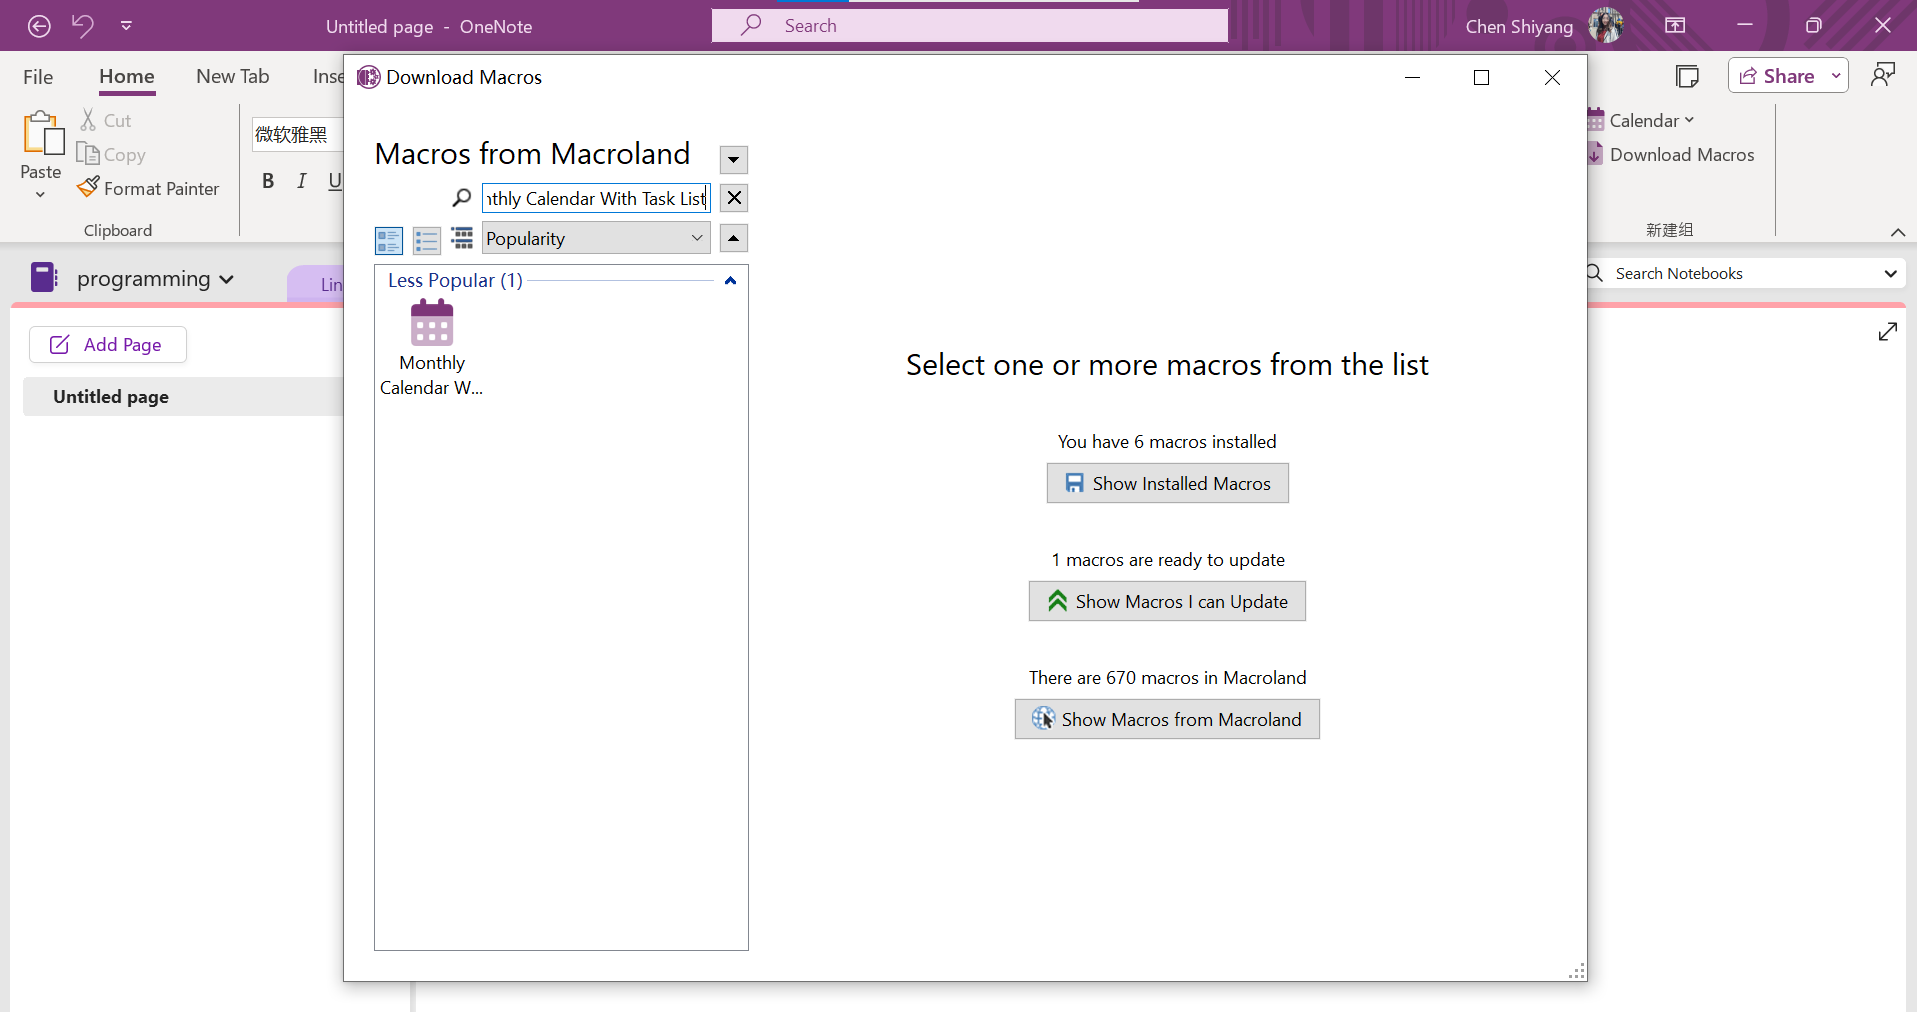 Untitled page - OneNote
Search
Chen Shiyang
File
Home
New Tab
Inse
Share
Paste
Cut
Copy
Format Painter
Clipboard
微软雅黑
B I U
Calendar
Download Macros
新建组
programming
Lin
Search Notebooks
Add Page
Untitled page
Download Macros
Macros from Macroland
nthly Calendar With Task List
Popularity
Less Popular (1)
Monthly
Calendar W...
Select one or more macros from the list
You have 6 macros installed
Show Installed Macros
1 macros are ready to update
Show Macros I can Update
There are 670 macros in Macroland
Show Macros from Macroland